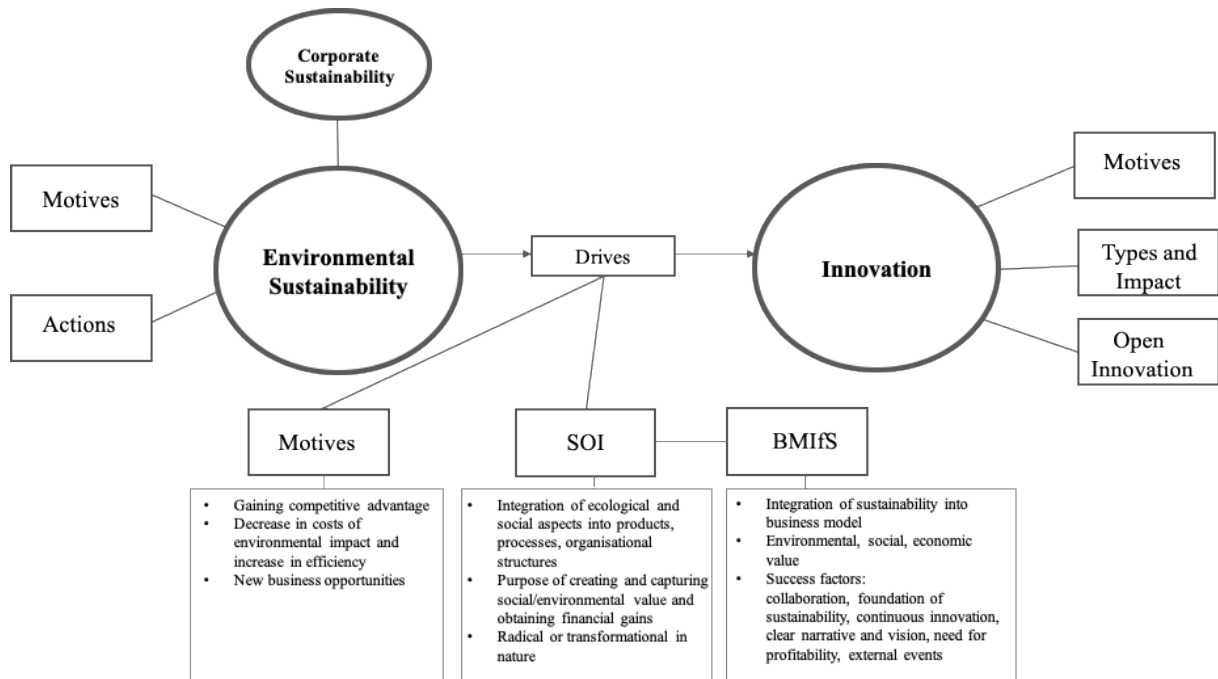 Corporate
Sustainability
Motives
Actions
Environmental
Sustainability
Drives
Innovation
Motives
Types and
Impact
Open
Innovation
Motives
• Gaining competitive advantage
• Decrease in costs of
environmental impact and
increase in efficiency
• New business opportunities
SOI
• Integration of ecological and
social aspects into products,
processes, organisational
structures
• Purpose of creating and capturing
social/environmental value and
obtaining financial gains
• Radical or transformational in
nature
BMIfS
• Integration of sustainability into
business model
• Environmental, social, economic
value
• Success factors:
collaboration, foundation of
sustainability, continuous innovation,
clear narrative and vision, need for
profitability, external events